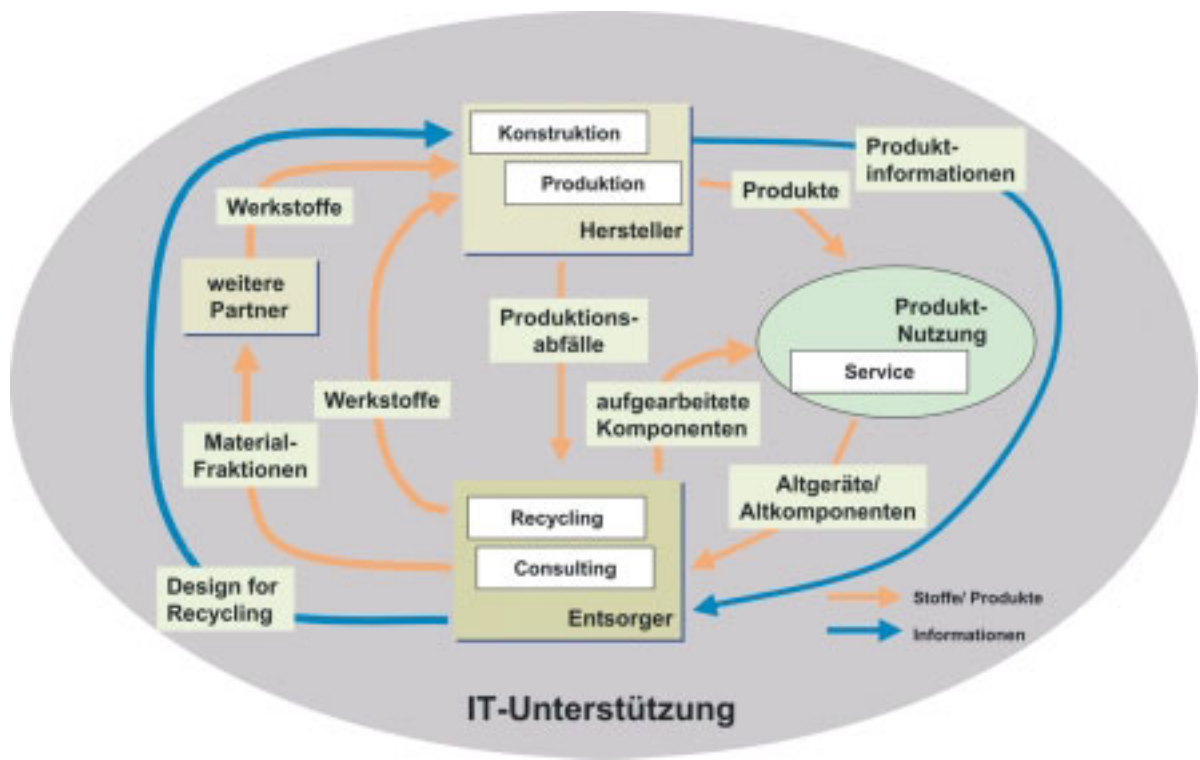 Konstruktion
Produktion
Hersteller
Produkt-
informationen
Produkte
Werkstoffe
weitere
Partner
Produktions-
abfälle
Produkt-
Nutzung
Service
Werkstoffe
aufgearbeitete
Komponenten
Material-
Fraktionen
Altgeräte/
Altkomponenten
Recycling
Consulting
Entsorger
Design for
Recycling
Stoffe/ Produkte
Informationen
IT-Unterstützung